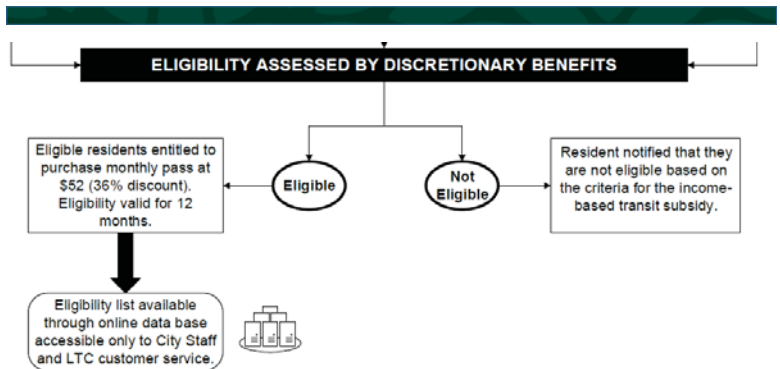 ELIGIBILITY ASSESSED BY DISCRETIONARY BENEFITS
Eligible residents entitled to
purchase monthly pass at
$52 (36% discount).
Eligibility valid for 12
months.
Eligible
Not
Eligible
Resident notified that they
are not eligible based on
the criteria for the income-
based transit subsidy.
Eligibility list available
through online data base
accessible only to City Staff
and LTC customer service.